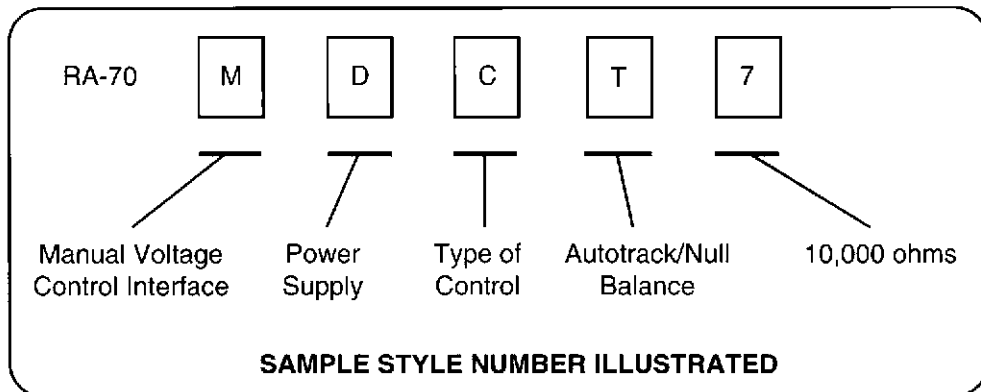 RA-70 M D C T 7
Manual Voltage Control Interface
Power Supply
Type of Control
Autotrack/Null Balance
10,000 ohms
SAMPLE STYLE NUMBER ILLUSTRATED